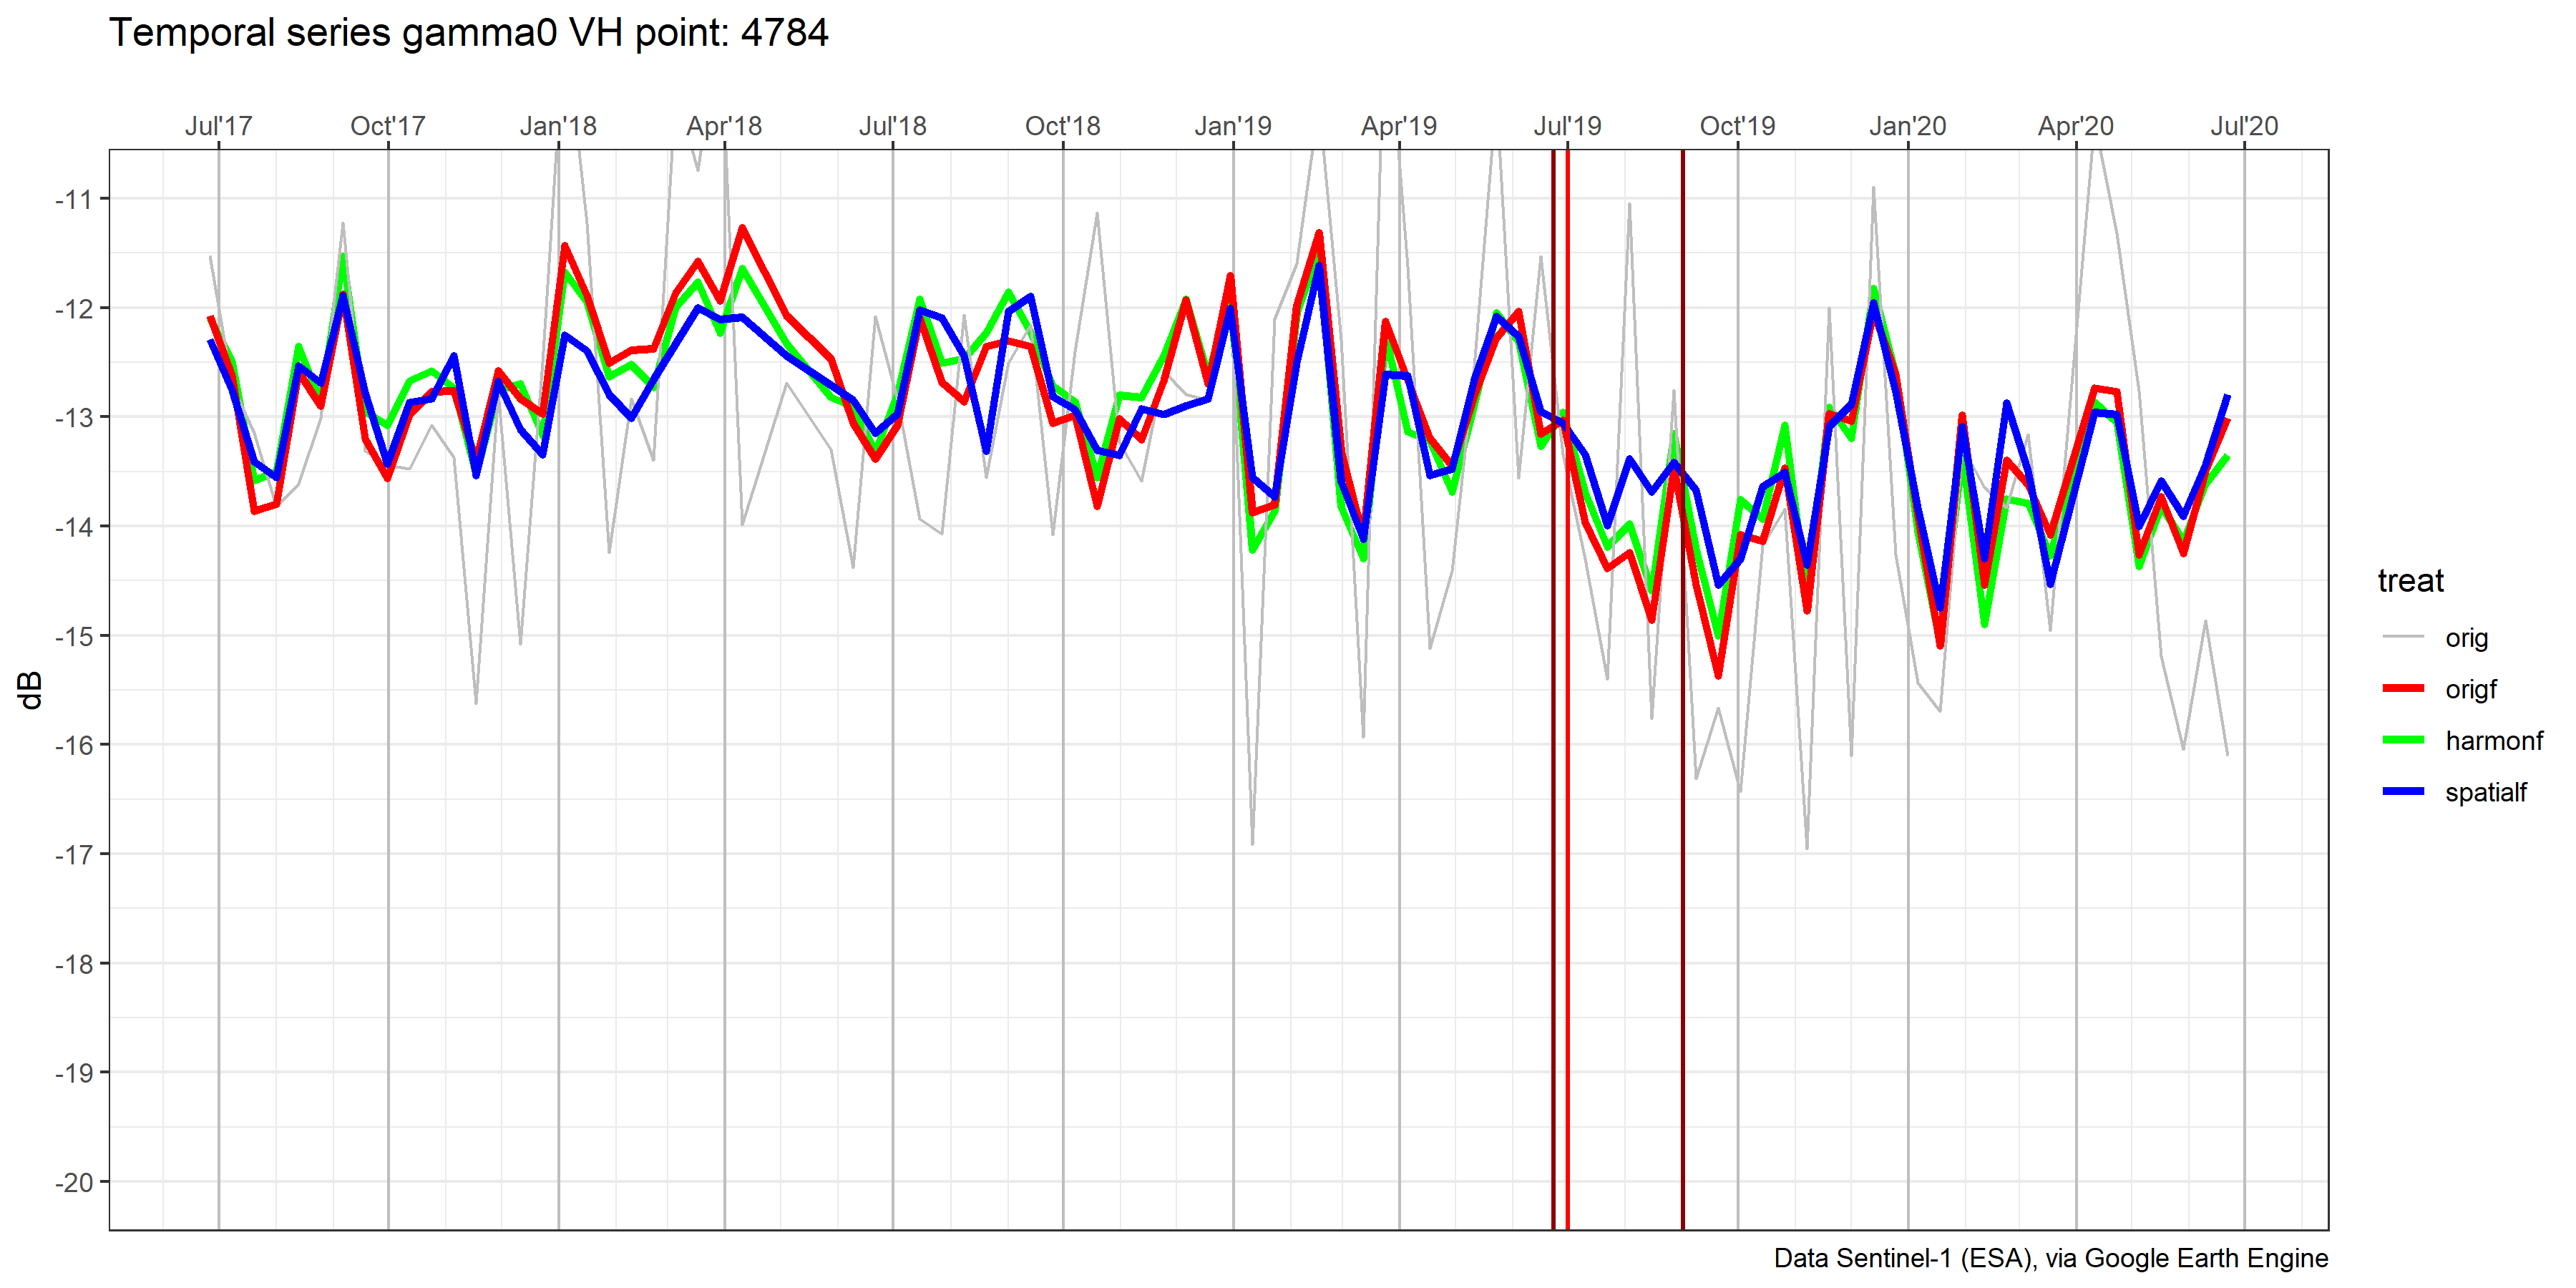 Temporal series gamma0 VH point: 4784
Jul'17 Oct'17 Jan'18 Apr'18 Jul'18 Oct'18 Jan'19 Apr'19 Jul'19 Oct'19 Jan'20 Apr'20 Jul'20
-11
-12
-13
-14
-15
-16
-17
-18
-19
-20
dB
treat
orig
origf
harmonf
spatialf
Data Sentinel-1 (ESA), via Google Earth Engine